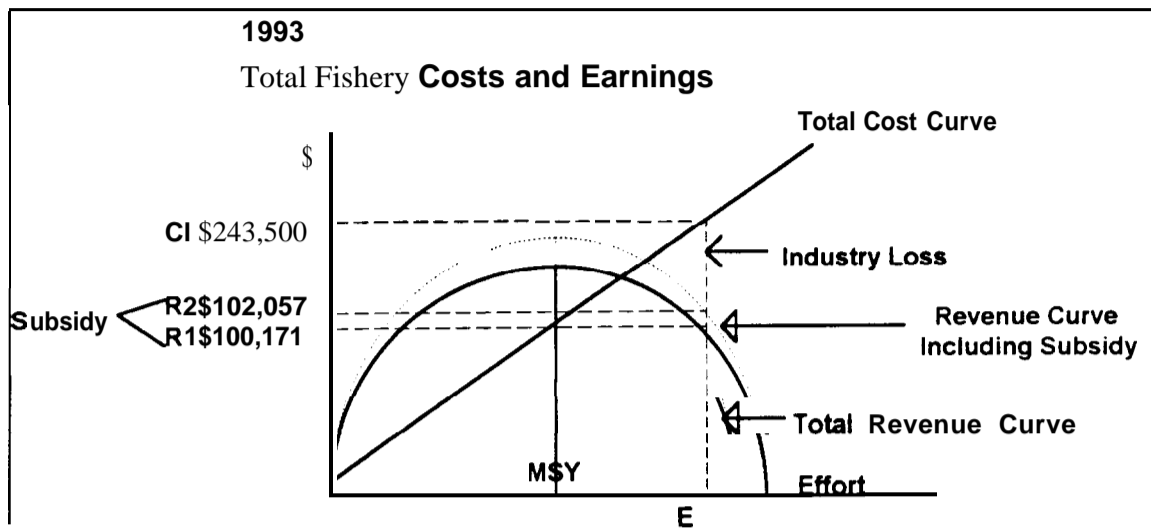 1993
Total Fishery Costs and Earnings
Total Cost Curve
$
CI $243,500
Industry Loss
R2$102,057
Subsidy
R1$100,171
Revenue Curve
Including Subsidy
Total Revenue Curve
MSY
Effort
E